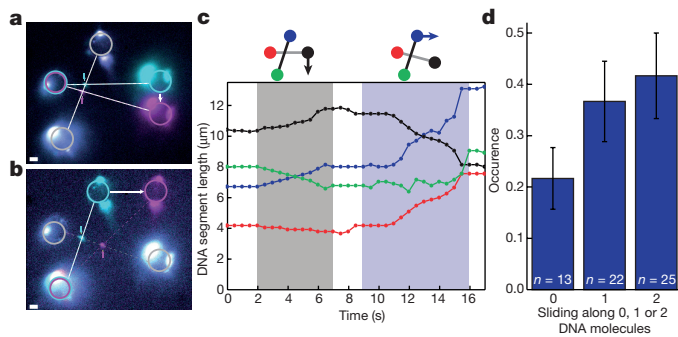 a
b
c
DNA segment length (μm)
12
10
8
6
4
2
0
0 2 4 6 8 10 12 14 16
Time (s)
d
Occurrence
0.5
0.4
0.3
0.2
0.1
0.0
n = 13 n = 22 n = 25
0 1 2
Sliding along 0, 1 or 2
DNA molecules